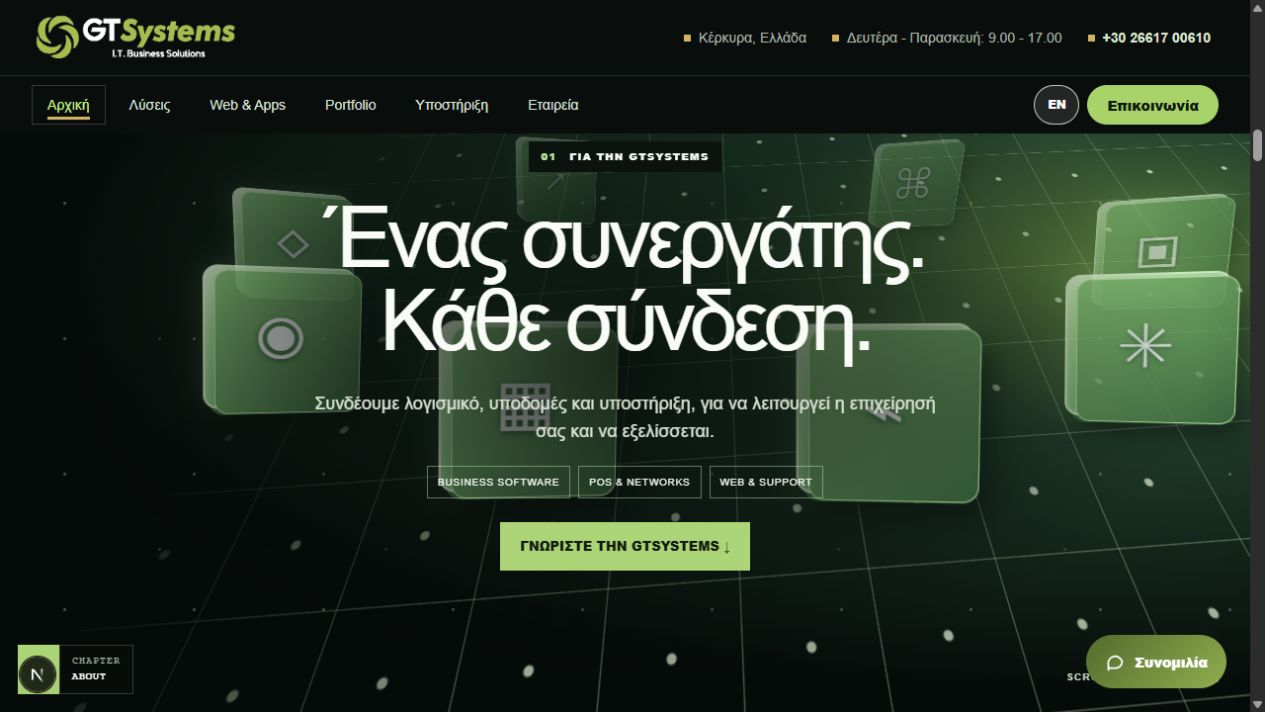 GTSystems
I.T. Business Solutions
Κέρκυρα, Ελλάδα
Δευτέρα - Παρασκευή: 9.00 - 17.00
+30 26617 00610
Αρχική
Λύσεις
Web & Apps
Portfolio
Υποστήριξη
Εταιρεία
EN
Επικοινωνία
01 ΓΙΑ ΤΗΝ GTSYSTEMS
Ένας συνεργάτης.
Κάθε σύνδεση.
Συνδέουμε λογισμικό, υποδομές και υποστήριξη, για να λειτουργεί η επιχείρησή
σας και να εξελίσσεται.
BUSINESS SOFTWARE
POS & NETWORKS
WEB & SUPPORT
ΓΝΩΡΙΣΤΕ ΤΗΝ GTSYSTEMS ↓
N
CHAPTER
ABOUT
Συνομιλία